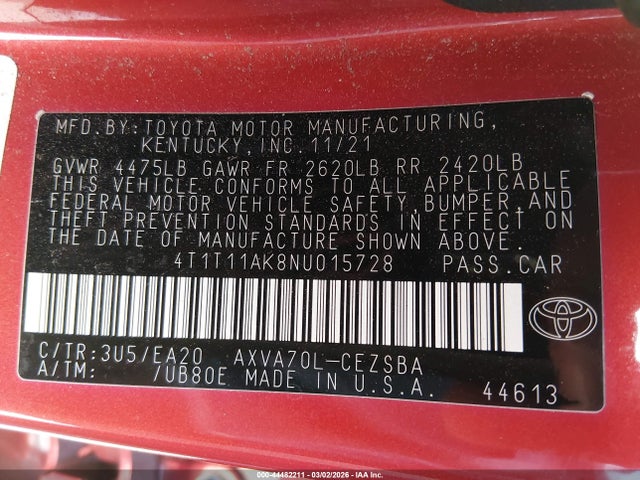 MFD.BY:TOYOTA MOTOR MANUFACTURING,
KENTUCKY,INC.11/21
GVWR 4475LB GAWR FR 2620LB RR 2420LB
THIS VEHICLE CONFORMS TO ALL APPLICABLE
FEDERAL MOTOR VEHICLE SAFETY,BUMPER,AND
THEFT PREVENTION STANDARDS IN EFFECT ON
THE DATE OF MANUFACTURE SHOWN ABOVE.
4T1T11AK8NU015728 PASS.CAR
C/TR:3U5/EA20 AXVA70L-CEZSBA
A/TM: /UB80E MADE IN U.S.A.
44613
000-44482211 - 03/02/2026 - IAA Inc.